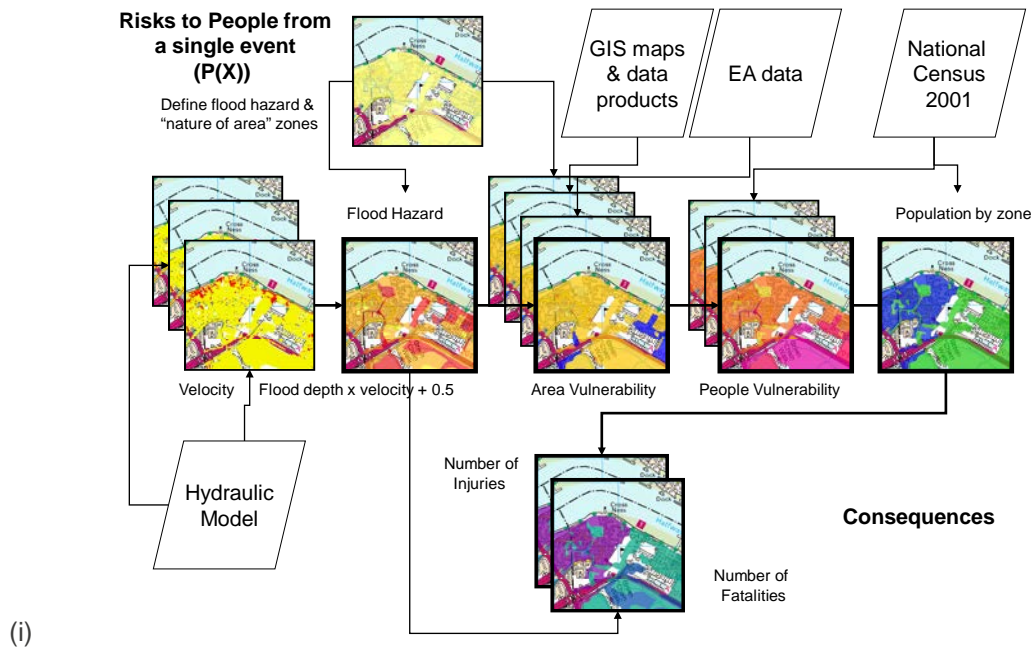 Risks to People from
a single event
(P(X))
Define flood hazard &
“nature of area” zones
GIS maps
& data
products
EA data
National
Census
2001
Flood Hazard
Population by zone
Velocity
Flood depth x velocity + 0.5
Area Vulnerability
People Vulnerability
Hydraulic
Model
Number of
Injuries
Consequences
Number of
Fatalities
(i)